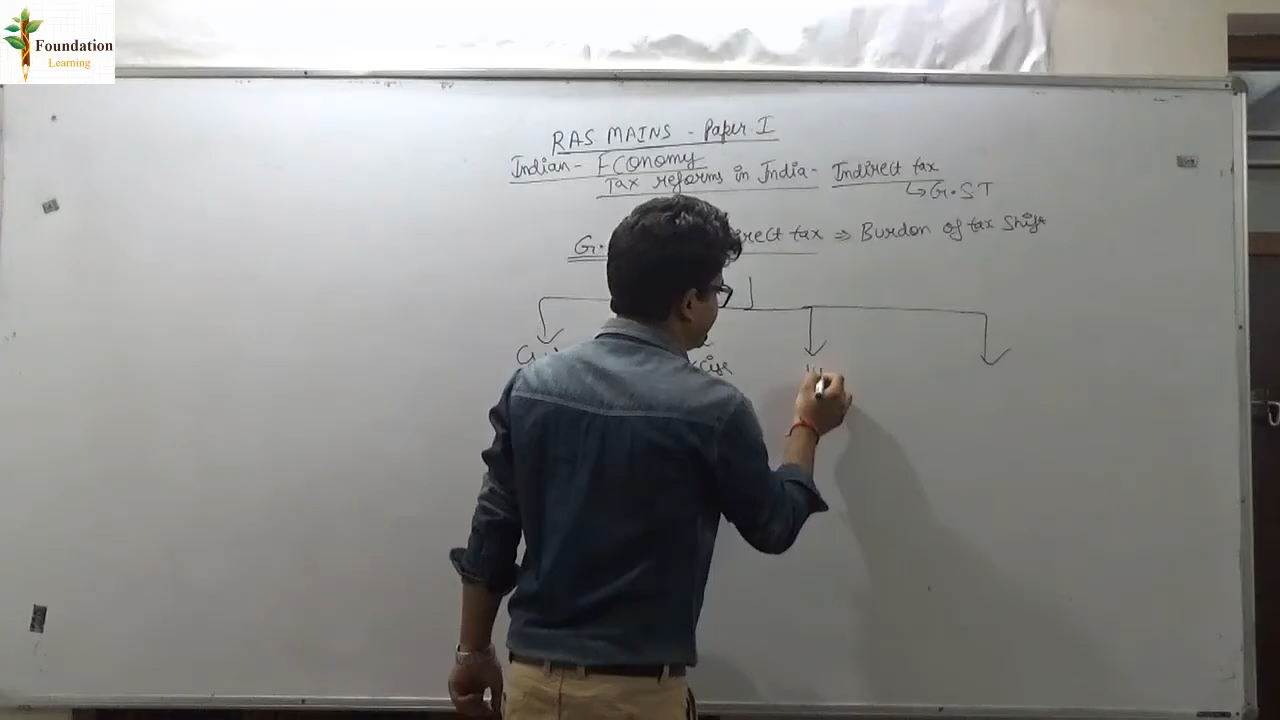 Foundation
Learning
RAS MAINS - Paper I
Indian - Economy
Tax reforms in India - Indirect tax
↳ G.ST
G. rect tax ⇒ Burden of tax Shift
G